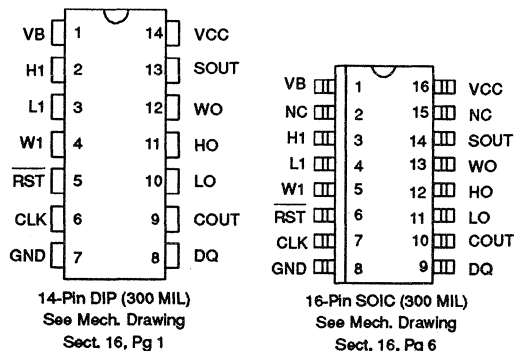 VB 1 14 VCC
H1 2 13 SOUT
L1 3 12 WO
W1 4 11 HO
RST 5 10 LO
CLK 6 9 COUT
GND 7 8 DQ
14-Pin DIP (300 MIL)
See Mech. Drawing
Sect. 16, Pg 1
VB 1 16 VCC
NC 2 15 NC
H1 3 14 SOUT
L1 4 13 WO
W1 5 12 HO
RST 6 11 LO
CLK 7 10 COUT
GND 8 9 DQ
16-Pin SOIC (300 MIL)
See Mech. Drawing
Sect. 16, Pg 6